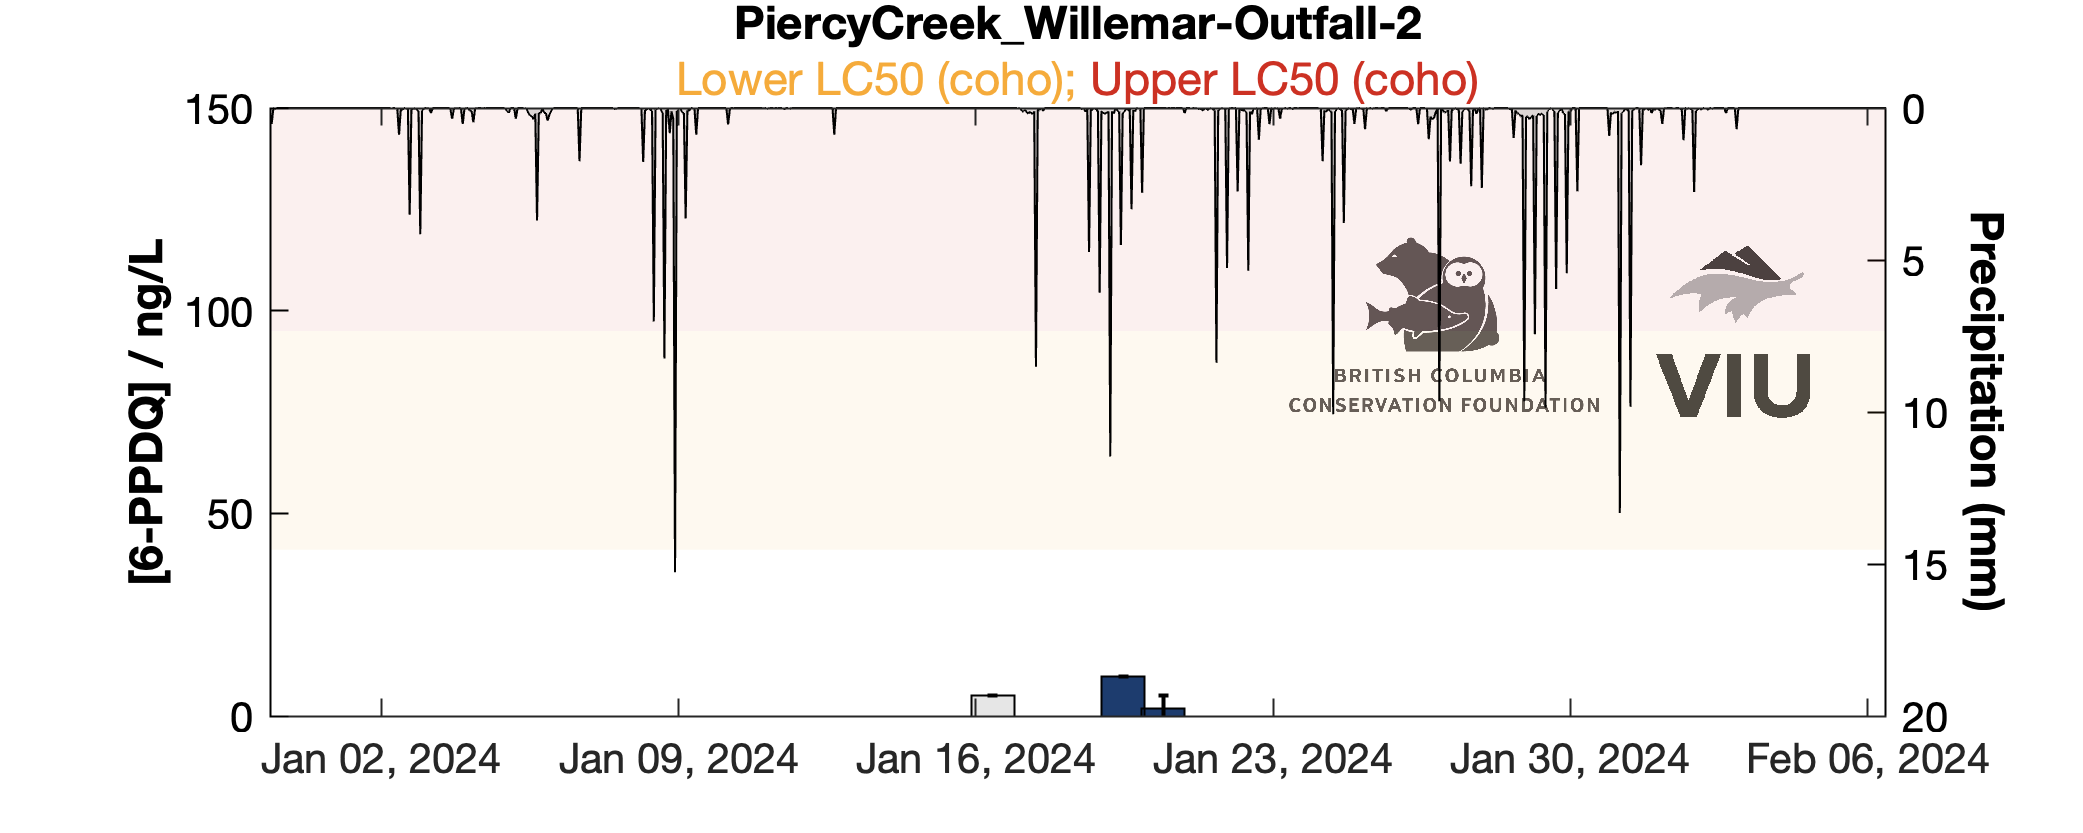 PiercyCreek_Willemar-Outfall-2
Lower LC50 (coho); Upper LC50 (coho)
150
100
50
0
[6-PPDQ] / ng/L
0
5
10
15
20
Precipitation (mm)
BRITISH COLUMBIA
CONSERVATION FOUNDATION
VIU
Jan 02, 2024
Jan 09, 2024
Jan 16, 2024
Jan 23, 2024
Jan 30, 2024
Feb 06, 2024